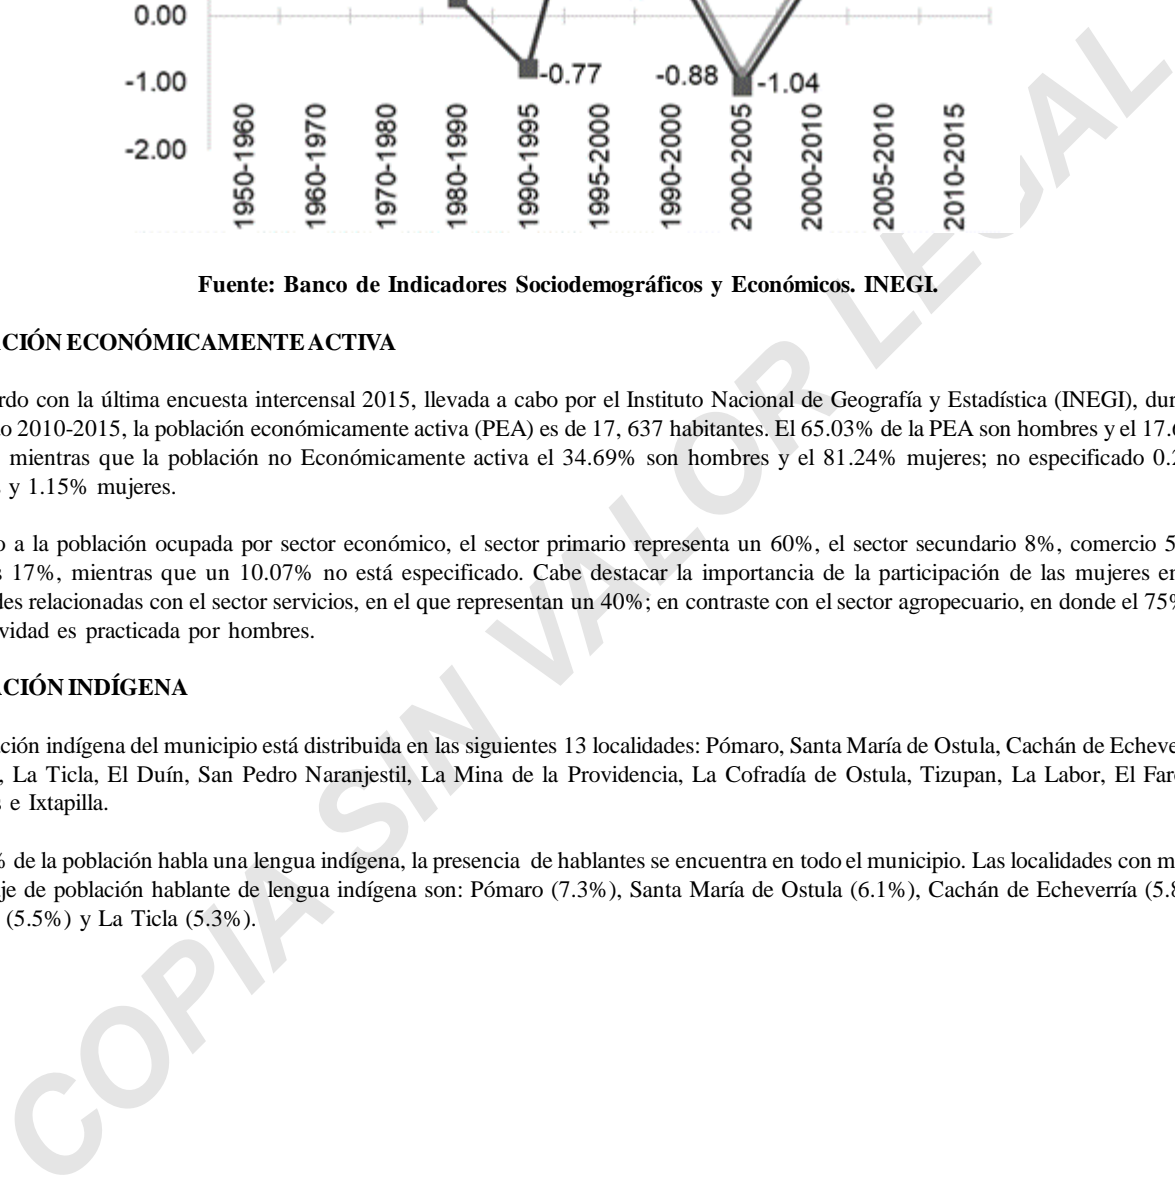 0.00
-1.00
-2.00
-0.77
-0.88
-1.04
1950-1960
1960-1970
1970-1980
1980-1990
1990-1995
1995-2000
1990-2000
2000-2005
2000-2010
2005-2010
2010-2015
Fuente: Banco de Indicadores Sociodemográficos y Económicos. INEGI.
CIÓN ECONÓMICAMENTE ACTIVA
rdo con la última encuesta intercensal 2015, llevada a cabo por el Instituto Nacional de Geografía y Estadística (INEGI), dur
o 2010-2015, la población económicamente activa (PEA) es de 17, 637 habitantes. El 65.03% de la PEA son hombres y el 17.6
mientras que la población no Económicamente activa el 34.69% son hombres y el 81.24% mujeres; no especificado 0.2
s y 1.15% mujeres.
o a la población ocupada por sector económico, el sector primario representa un 60%, el sector secundario 8%, comercio 5
s 17%, mientras que un 10.07% no está especificado. Cabe destacar la importancia de la participación de las mujeres en
des relacionadas con el sector servicios, en el que representan un 40%; en contraste con el sector agropecuario, en donde el 75%
vidad es practicada por hombres.
CIÓN INDÍGENA
ción indígena del municipio está distribuida en las siguientes 13 localidades: Pómaro, Santa María de Ostula, Cachán de Echeve
, La Ticla, El Duín, San Pedro Naranjestil, La Mina de la Providencia, La Cofradía de Ostula, Tizupan, La Labor, El Far
s e Ixtapilla.
% de la población habla una lengua indígena, la presencia de hablantes se encuentra en todo el municipio. Las localidades con m
je de población hablante de lengua indígena son: Pómaro (7.3%), Santa María de Ostula (6.1%), Cachán de Echeverría (5.8
(5.5%) y La Ticla (5.3%).
COPIA SIN VALOR LEGAL